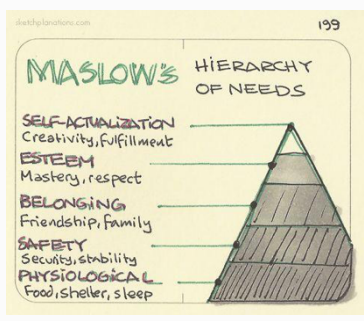 sketchplanations.com
199
MASLOW'S HIERARCHY
OF NEEDS
SELF-ACTUALIZATION
Creativity, fulfillment
ESTEEM
Mastery, respect
BELONGING
Friendship, family
SAFETY
Security, stability
PHYSIOLOGICAL
Food, shelter, sleep